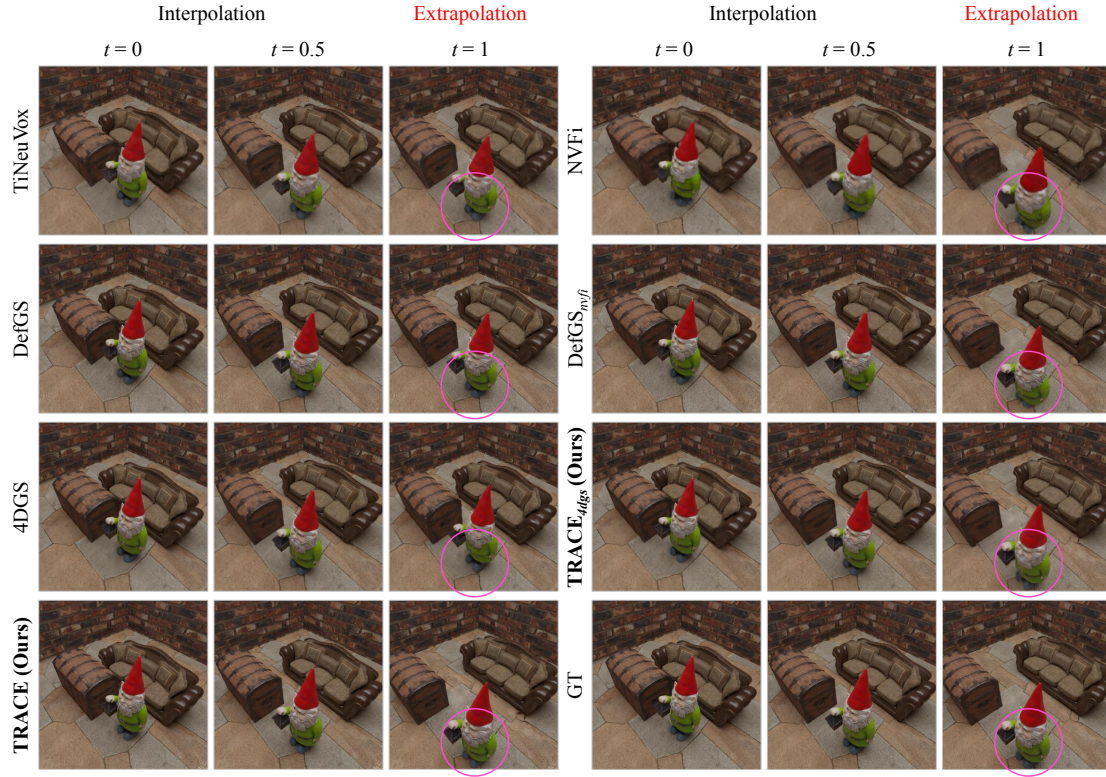 Interpolation Extrapolation Interpolation Extrapolation
t = 0 t = 0.5 t = 1 t = 0 t = 0.5 t = 1
TiNeuVox NVFi
DefGS DefGSnvfi
4DGS TRACE4dgs (Ours)
TRACE (Ours) GT